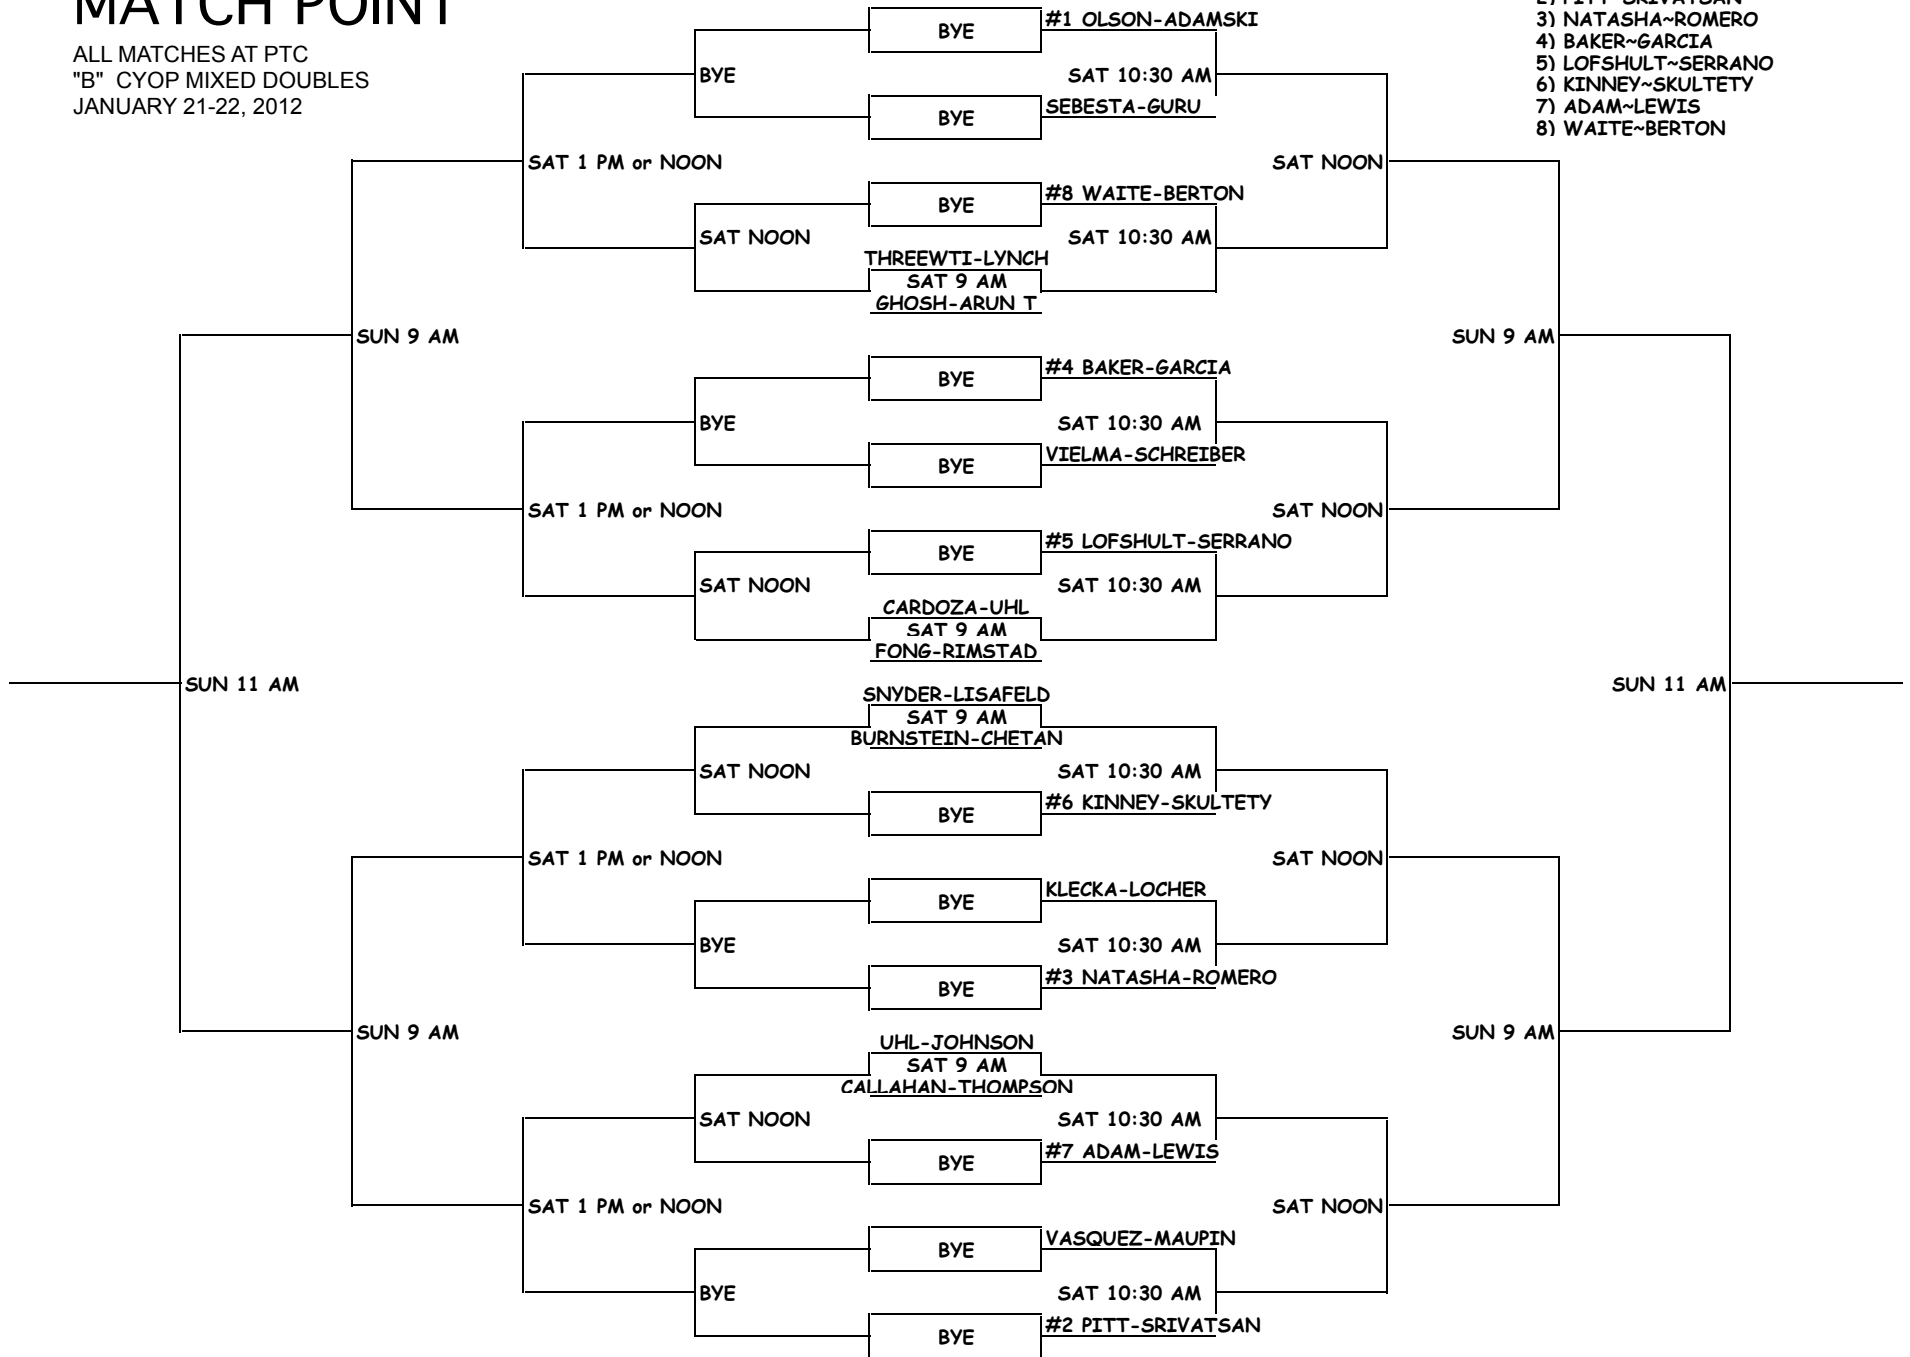 MATCH POINT
ALL MATCHES AT PTC
"B" CYOP MIXED DOUBLES
JANUARY 21-22, 2012
2) PITT~SRIVATSAN
3) NATASHA~ROMERO
4) BAKER~GARCIA
5) LOFSHULT~SERRANO
6) KINNEY~SKULTETY
7) ADAM~LEWIS
8) WAITE~BERTON
#1 OLSON-ADAMSKI
BYE
BYE
SAT 10:30 AM
SEBESTA-GURU
BYE
SAT 1 PM or NOON
SAT NOON
#8 WAITE-BERTON
BYE
SAT NOON
SAT 10:30 AM
THREEWTI-LYNCH
SAT 9 AM
GHOSH-ARUN T
SUN 9 AM
SUN 9 AM
#4 BAKER-GARCIA
BYE
BYE
SAT 10:30 AM
VIELMA-SCHREIBER
BYE
SAT 1 PM or NOON
SAT NOON
#5 LOFSHULT-SERRANO
BYE
SAT NOON
SAT 10:30 AM
CARDOZA-UHL
SAT 9 AM
FONG-RIMSTAD
SUN 11 AM
SUN 11 AM
SNYDER-LISAFELD
SAT 9 AM
BURNSTEIN-CHETAN
SAT NOON
SAT 10:30 AM
#6 KINNEY-SKULTETY
BYE
SAT 1 PM or NOON
SAT NOON
KLECKA-LOCHER
BYE
BYE
SAT 10:30 AM
#3 NATASHA-ROMERO
BYE
SUN 9 AM
SUN 9 AM
UHL-JOHNSON
SAT 9 AM
CALLAHAN-THOMPSON
SAT NOON
SAT 10:30 AM
#7 ADAM-LEWIS
BYE
SAT 1 PM or NOON
SAT NOON
VASQUEZ-MAUPIN
BYE
BYE
SAT 10:30 AM
#2 PITT-SRIVATSAN
BYE